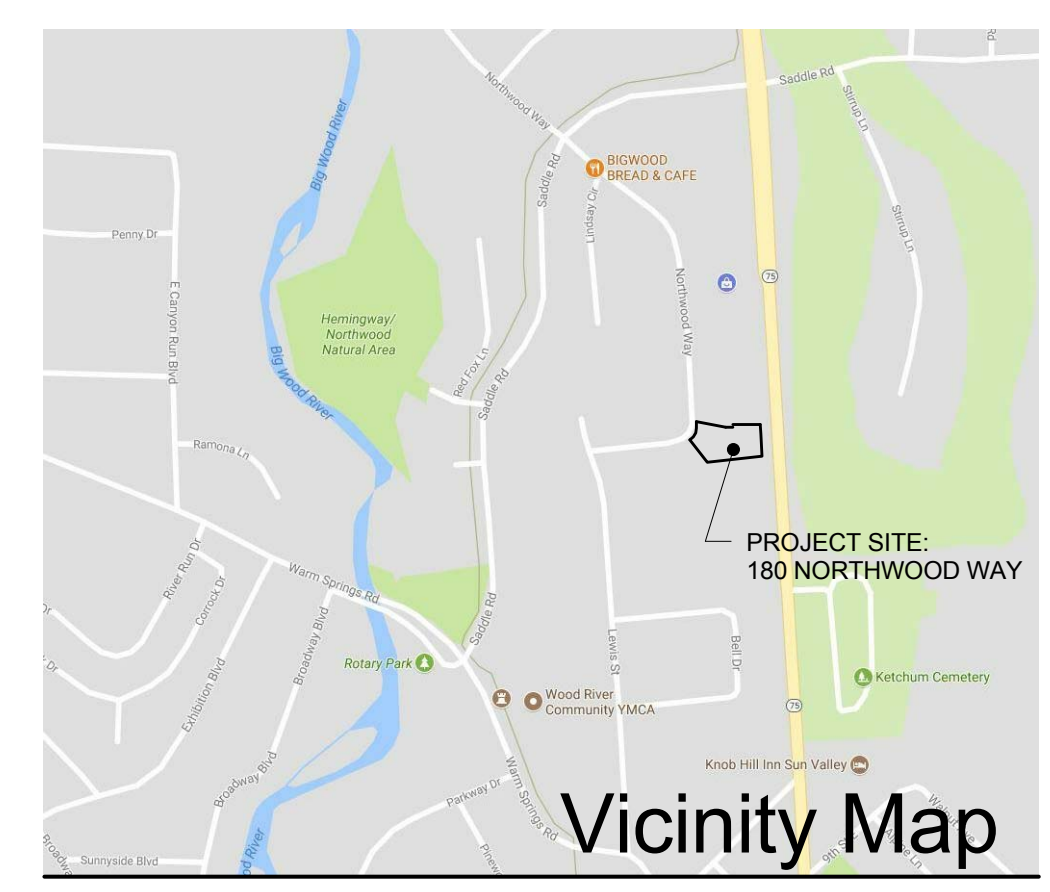 Rd
Saddle Rd
Northwood Way
Stirrup Ln
Big Wood River
BIGWOOD
BREAD & CAFE
Saddle Rd
Lindsay Cir
Stirrup Ln
Penny Dr
E Canyon Run Blvd
Northwood Way
75
Hemingway/
Northwood
Natural Area
Big Wood River
Red Fox Ln
Saddle Rd
Ramona Ln
PROJECT SITE:
180 NORTHWOOD WAY
River Run Dr
Corrock Dr
Warm Springs Rd
Dr
Dr
Broadway Blvd
Saddle Rd
Lewis St
Bell Dr
Rotary Park
Ketchum Cemetery
Exhibition Blvd
Wood River
Community YMCA
75
Knob Hill Inn Sun Valley
Broadway Blvd
Parkway Dr
Warm Springs Rd
Vicinity Map
Sunnyside Blvd